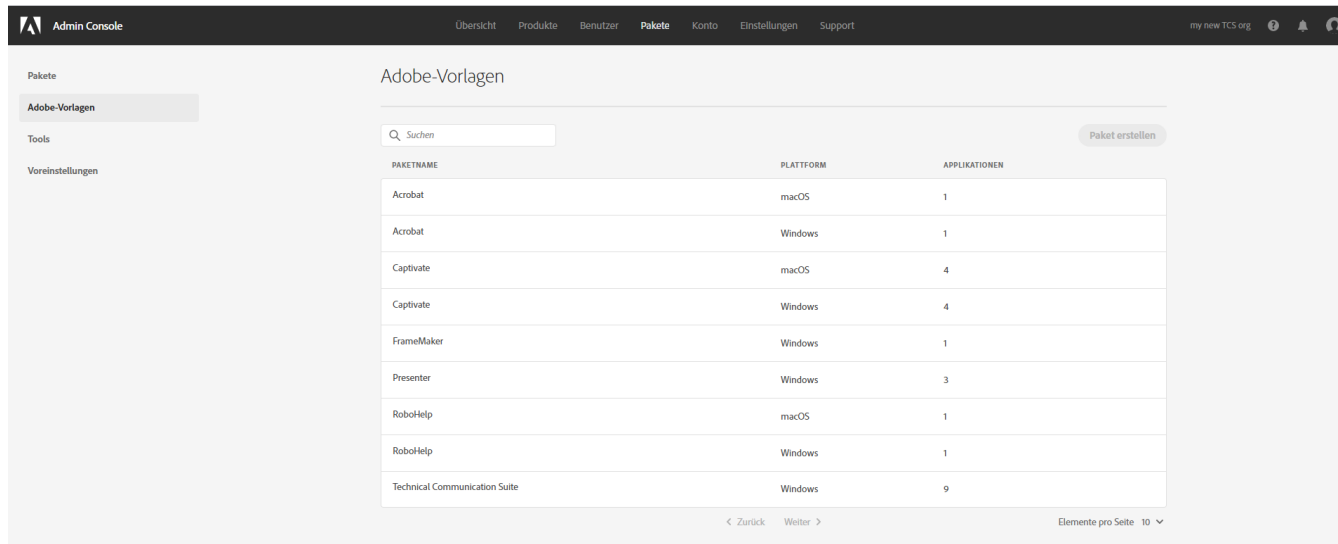 Admin Console Übersicht Produkte Benutzer Pakete Konto Einstellungen Support my new TCS org
Pakete
Adobe-Vorlagen
Tools
Voreinstellungen
Adobe-Vorlagen
Suchen Paket erstellen
PAKETNAME PLATTFORM APPLIKATIONEN
Acrobat macOS 1
Acrobat Windows 1
Captivate macOS 4
Captivate Windows 4
FrameMaker Windows 1
Presenter Windows 3
RoboHelp macOS 1
RoboHelp Windows 1
Technical Communication Suite Windows 9
Zurück Weiter Elemente pro Seite 10